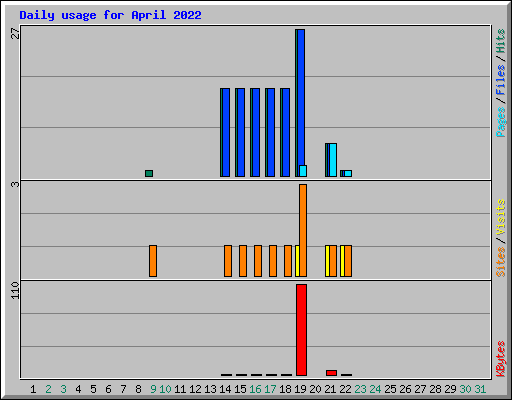 Daily usage for April 2022
27
Pages/Files/Hits
3
Sites/Visits
110
KBytes
1 2 3 4 5 6 7 8 9 10 11 12 13 14 15 16 17 18 19 20 21 22 23 24 25 26 27 28 29 30 31